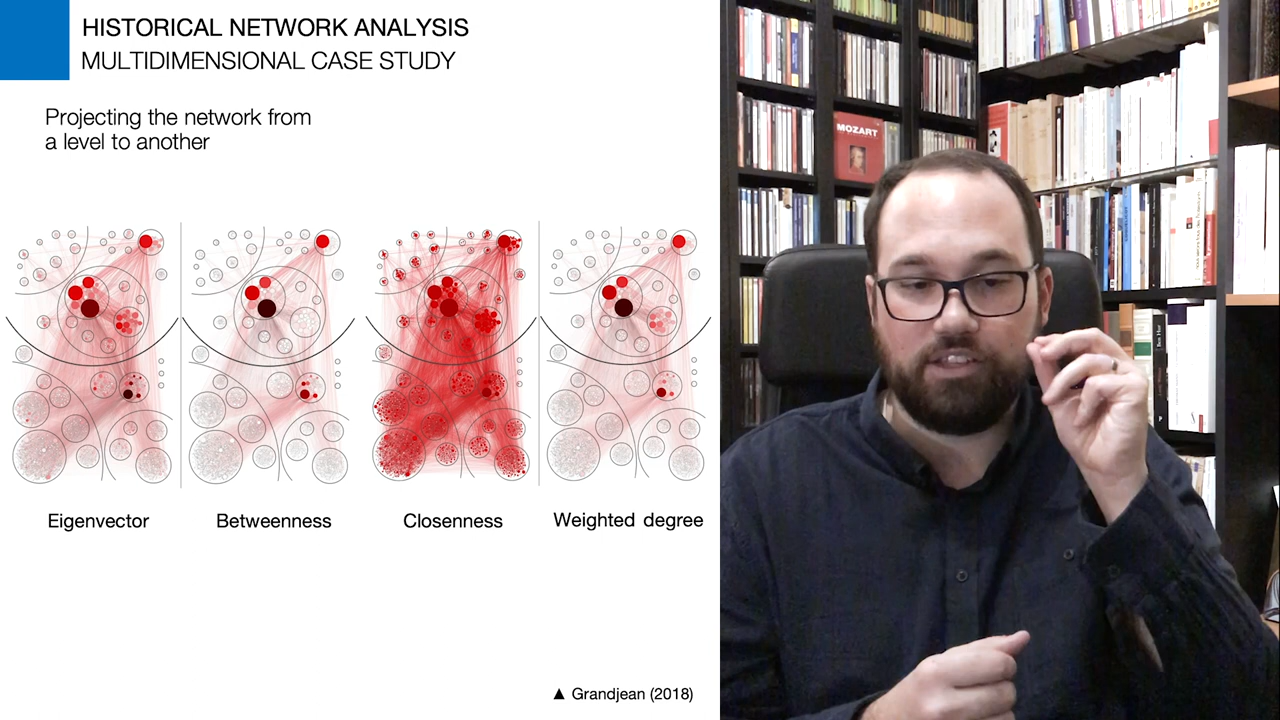 HISTORICAL NETWORK ANALYSIS
MULTIDIMENSIONAL CASE STUDY
Projecting the network from
a level to another
Eigenvector
Betweenness
Closenness
Weighted degree
▲ Grandjean (2018)
MOZART